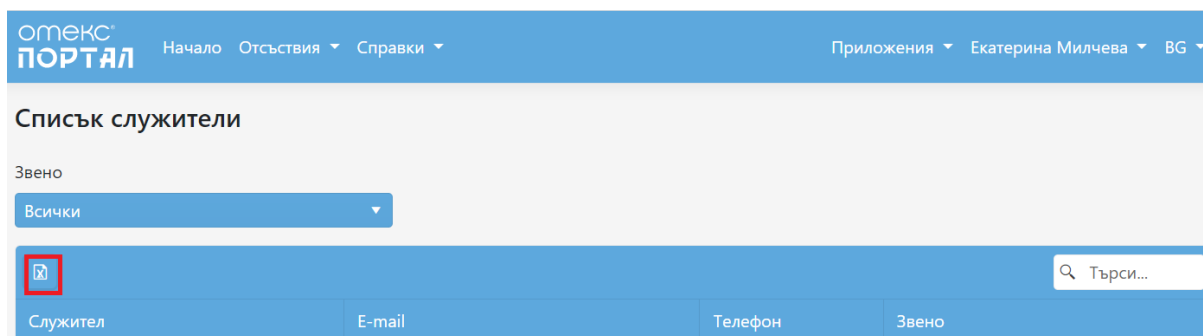 омекс®
ПОРТАЛ
Начало Отсъствия Справки Приложения Екатерина Милчева BG
Списък служители
Звено
Всички
Търси...
Служител E-mail Телефон Звено